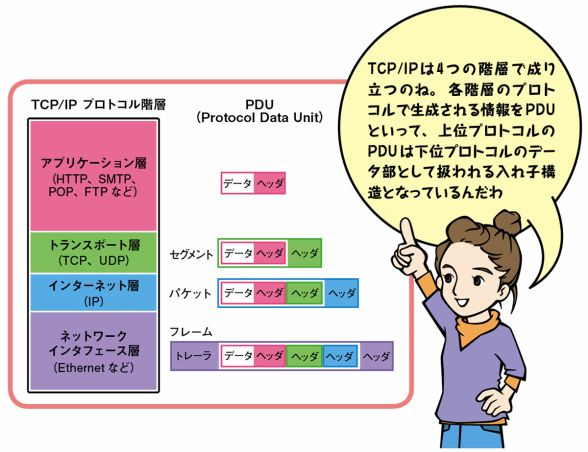 TCP/IPは4つの階層で成り
立つのね。各階層のプロト
コルで生成される情報をPDU
といって、上位プロトコルの
PDUは下位プロトコルのデー
タ部として扱われる入れ子構
造となっているんだわ
TCP/IP プロトコル階層
PDU
(Protocol Data Unit)
アプリケーション層
(HTTP、SMTP、
POP、FTP など)
データ ヘッダ
トランスポート層
(TCP、UDP)
セグメント データ ヘッダ ヘッダ
インターネット層
(IP)
パケット データ ヘッダ ヘッダ ヘッダ
ネットワーク
インタフェース層
(Ethernet など)
フレーム
トレーラ データ ヘッダ ヘッダ ヘッダ ヘッダ